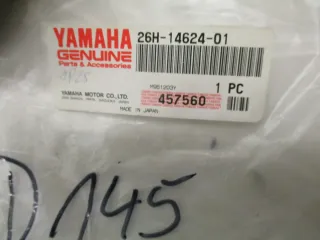 YAMAHA
GENUINE
Parts & Accessories
26H-14624-01
1 PC
YAMAHA MOTOR CO., LTD.
457560
MADE IN JAPAN
145